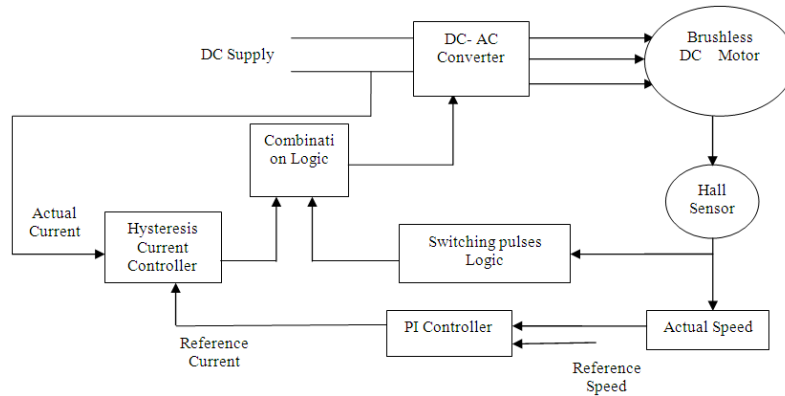 DC Supply
DC- AC
Converter
Brushless
DC Motor
Combinati
on Logic
Hall
Sensor
Actual
Current
Hysteresis
Current
Controller
Switching pulses
Logic
PI Controller
Actual Speed
Reference
Current
Reference
Speed